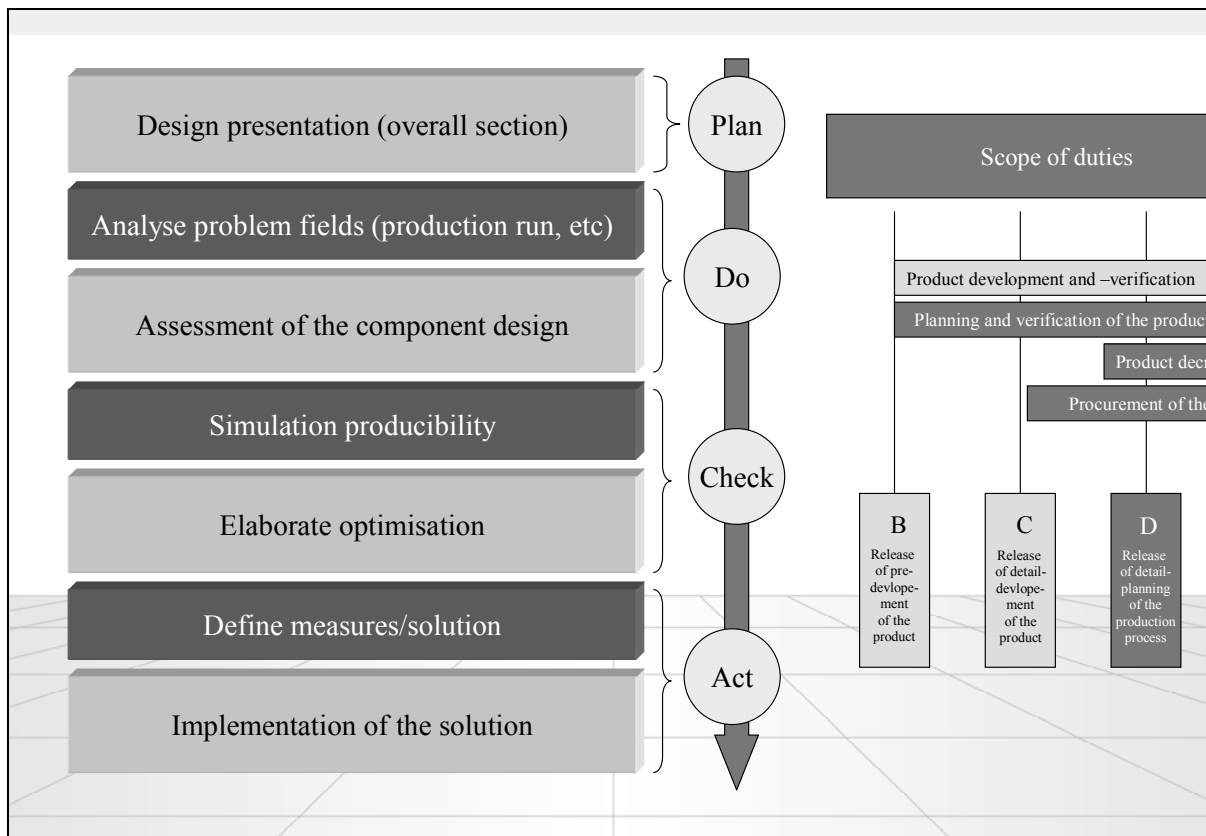 Design presentation (overall section)
Analyse problem fields (production run, etc)
Assessment of the component design
Simulation producibility
Elaborate optimisation
Define measures/solution
Implementation of the solution
Plan
Do
Check
Act
Scope of duties
Product development and –verification
Planning and verification of the product
Product decr
Procurement of the
B
Release
of pre-
devlope-
ment
of the
product
C
Release
of detail-
devlope-
ment
of the
product
D
Release
of detail-
planning
of the
production
process